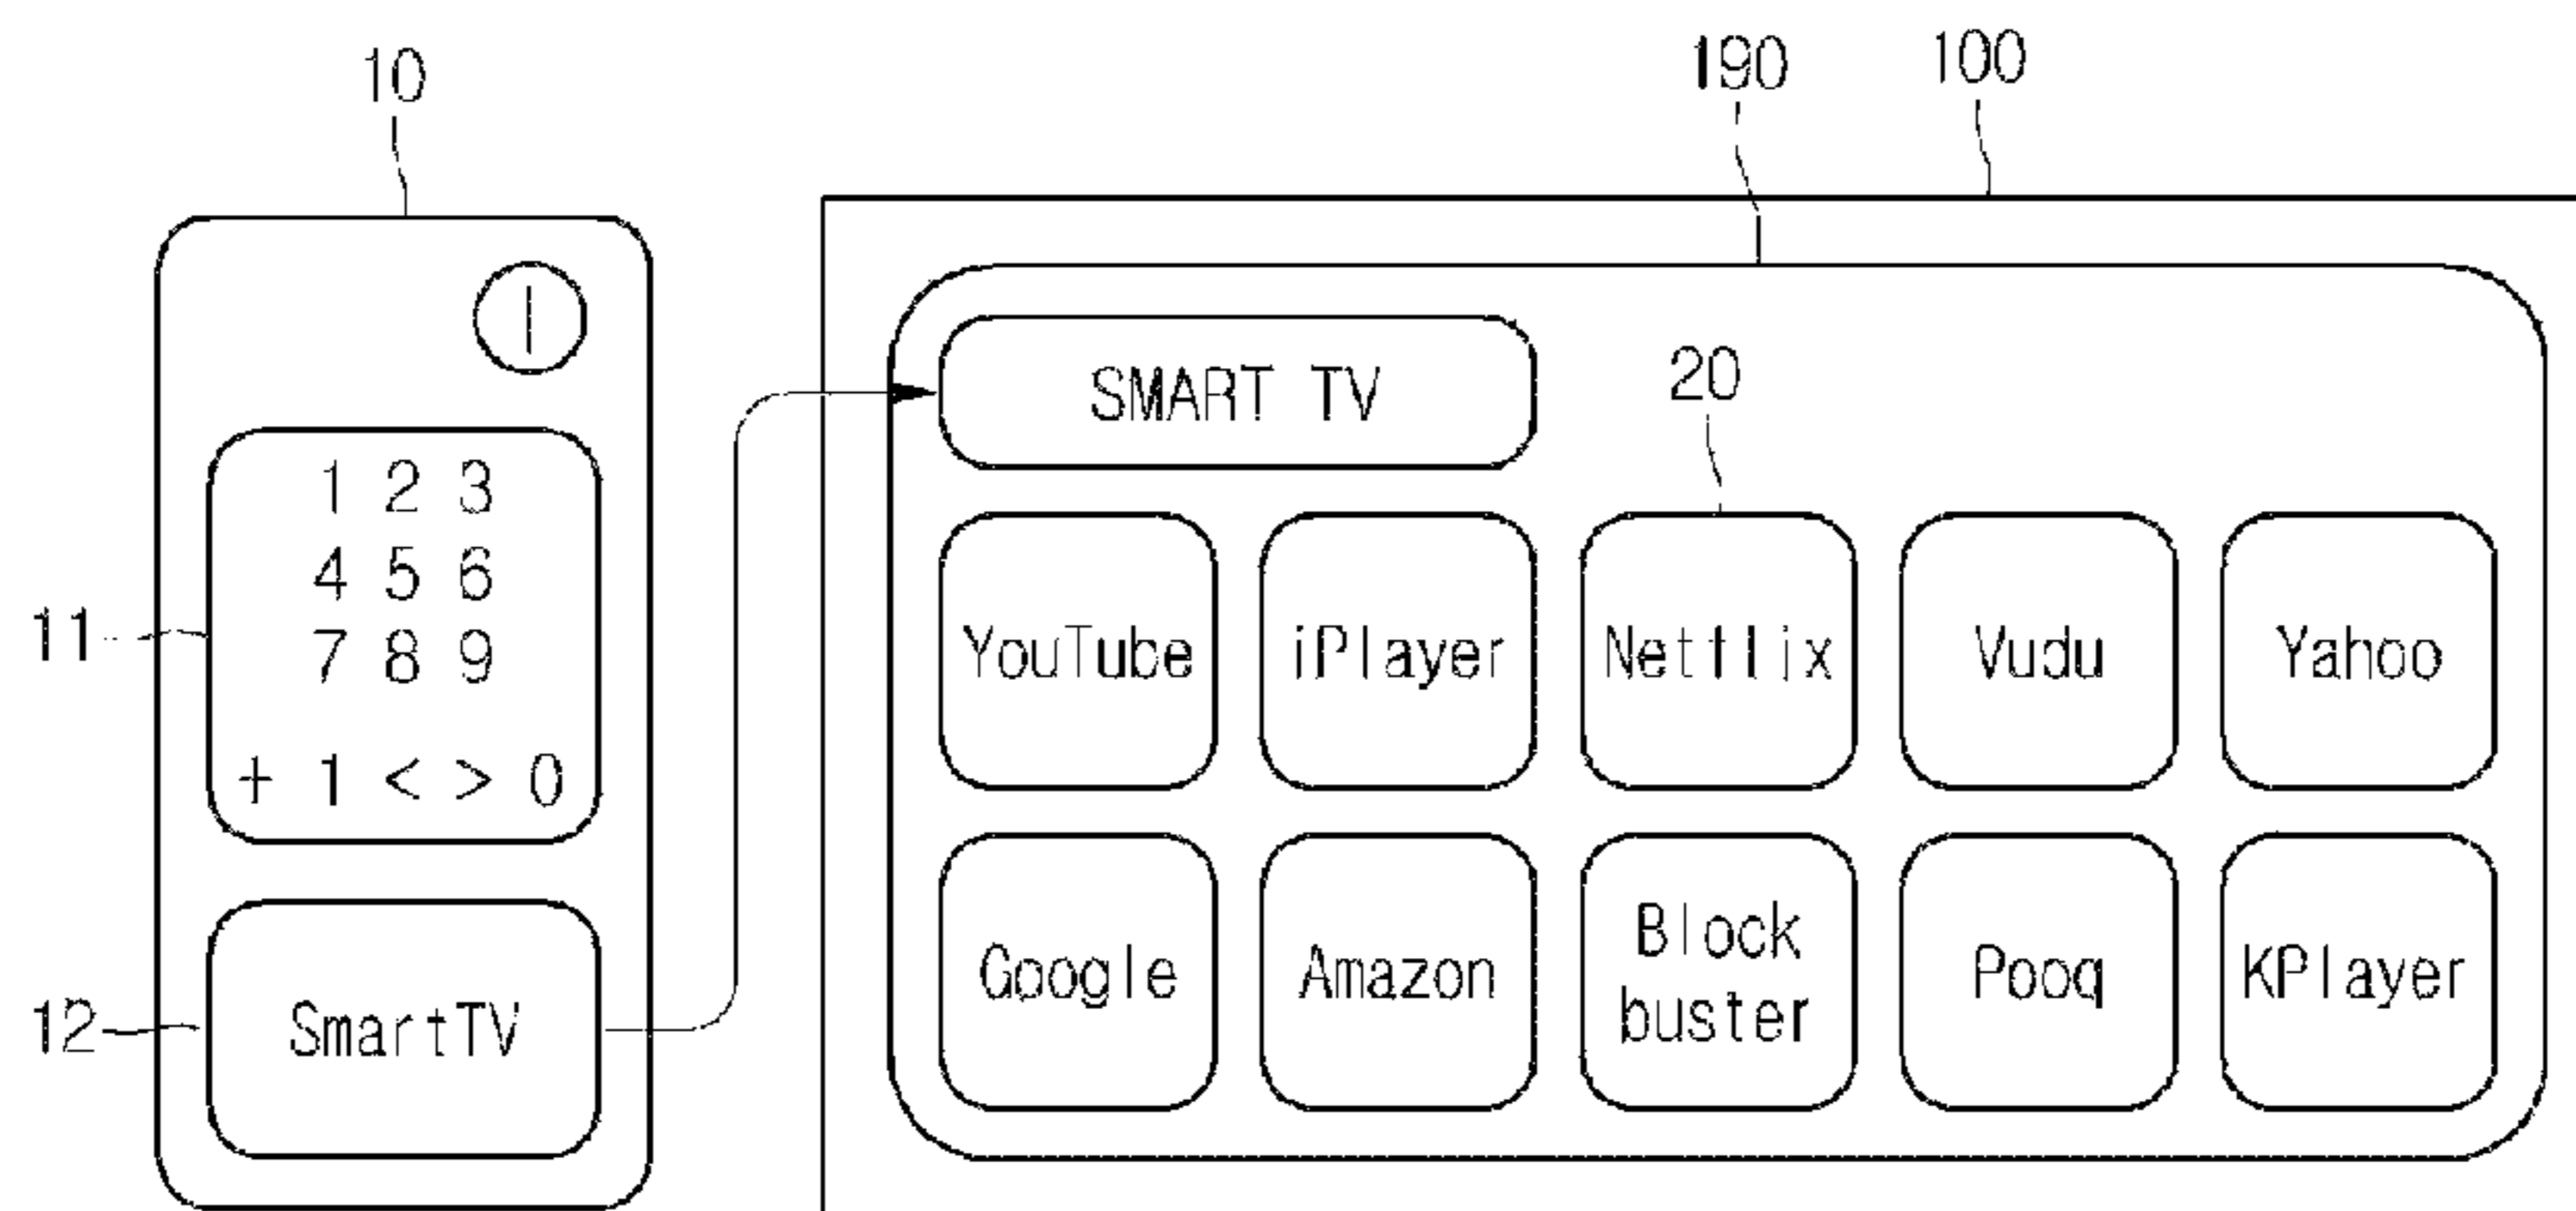 10
190
100
SMART TV
20
1 2 3
4 5 6
7 8 9
+ 1 < > 0
11
YouTube
iPlayer
Netflix
Vudu
Yahoo
Google
Amazon
Block
buster
Pooq
KPlayer
12
SmartTV